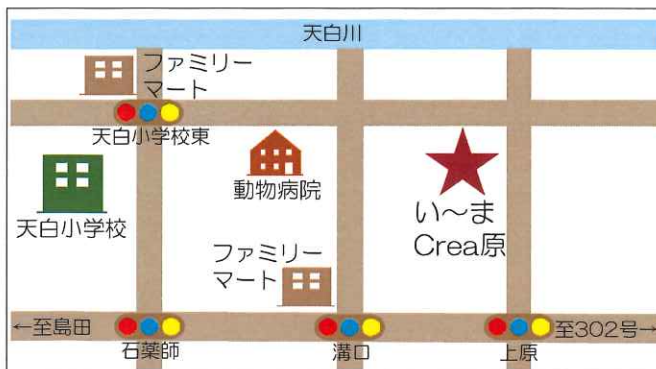 天白川
ファミリー
マート
天白小学校東
天白小学校
動物病院
い～ま
Crea原
ファミリー
マート
←至島田
至302号→
石薬師
溝口
上原